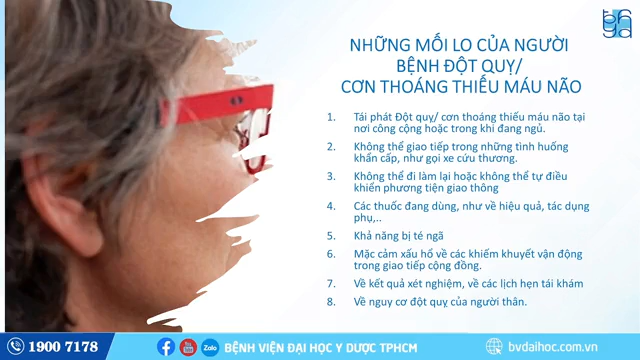 NHỮNG MỐI LO CỦA NGƯỜI
BỆNH ĐỘT QUỴ/
CƠN THOÁNG THIẾU MÁU NÃO
1. Tái phát Đột quỵ/ cơn thoáng thiếu máu não tại
nơi công cộng hoặc trong khi đang ngủ.
2. Không thể giao tiếp trong những tình huống
khẩn cấp, như gọi xe cứu thương.
3. Không thể đi làm lại hoặc không thể tự điều
khiển phương tiện giao thông
4. Các thuốc đang dùng, như về hiệu quả, tác dụng
phụ,..
5. Khả năng bị té ngã
6. Mặc cảm xấu hổ về các khiếm khuyết vận động
trong giao tiếp cộng đồng.
7. Về kết quả xét nghiệm, về các lịch hẹn tái khám
8. Về nguy cơ đột quỵ của người thân.
1900 7178
YouTube
Zalo
BỆNH VIỆN ĐẠI HỌC Y DƯỢC TPHCM
bvdaihoc.com.vn